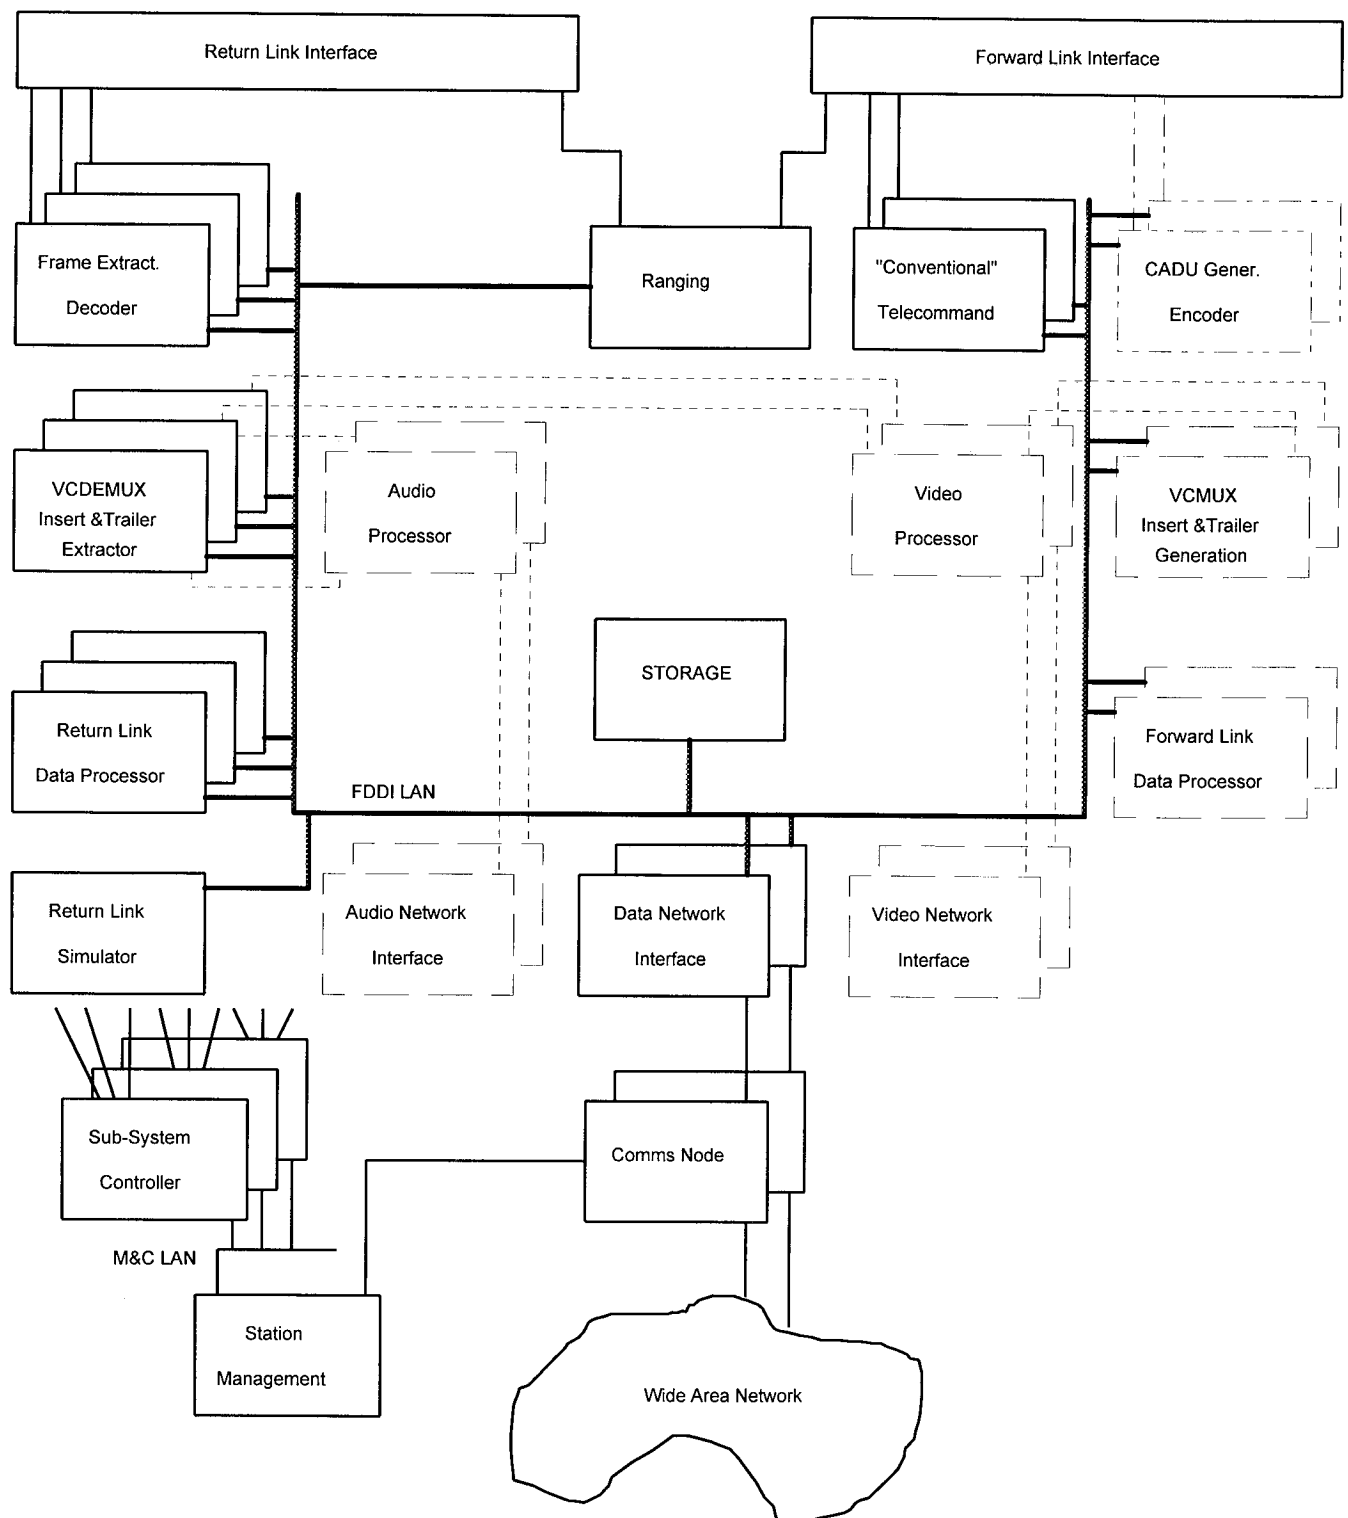 Return Link Interface
Forward Link Interface
Frame Extract.
Decoder
Ranging
"Conventional"
Telecommand
CADU Gener.
Encoder
VCDEMUX
Insert &Trailer
Extractor
Audio
Processor
Video
Processor
VCMUX
Insert &Trailer
Generation
STORAGE
Return Link
Data Processor
Forward Link
Data Processor
FDDI LAN
Return Link
Simulator
Audio Network
Interface
Data Network
Interface
Video Network
Interface
Sub-System
Controller
Comms Node
M&C LAN
Station
Management
Wide Area Network